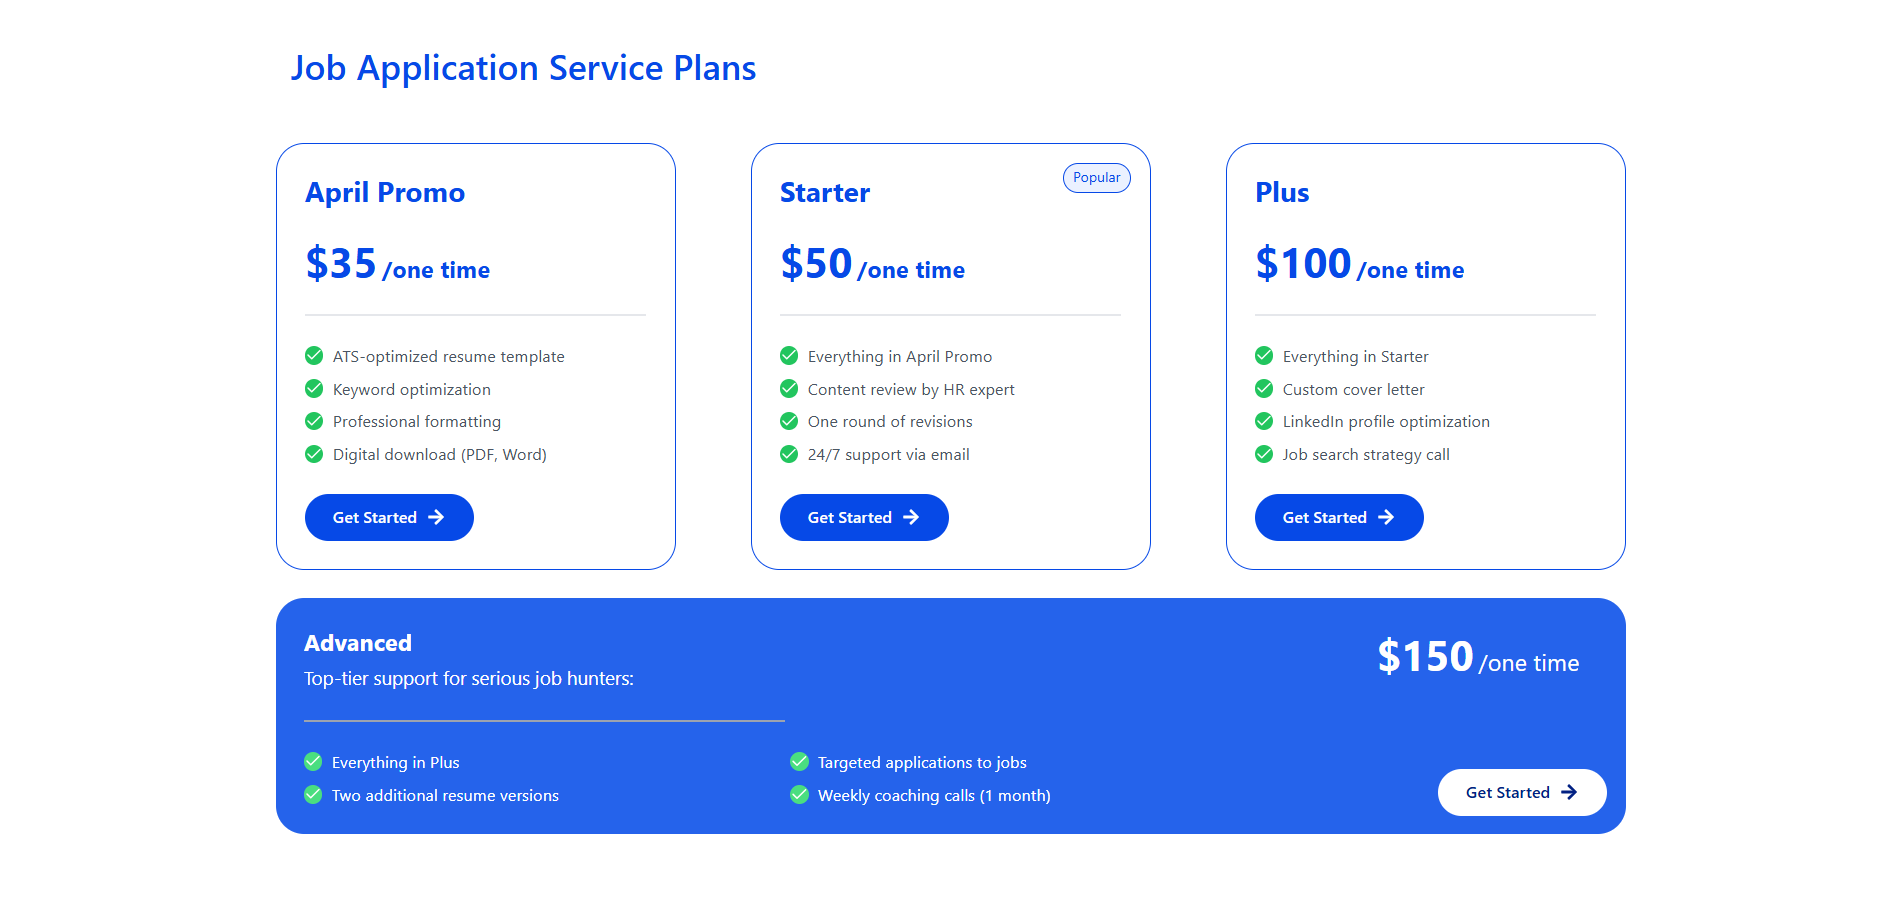 Job Application Service Plans
April Promo
$35 /one time
ATS-optimized resume template
Keyword optimization
Professional formatting
Digital download (PDF, Word)
Get Started
Popular
Starter
$50 /one time
Everything in April Promo
Content review by HR expert
One round of revisions
24/7 support via email
Get Started
Plus
$100 /one time
Everything in Starter
Custom cover letter
LinkedIn profile optimization
Job search strategy call
Get Started
Advanced
Top-tier support for serious job hunters:
$150 /one time
Everything in Plus
Two additional resume versions
Targeted applications to jobs
Weekly coaching calls (1 month)
Get Started